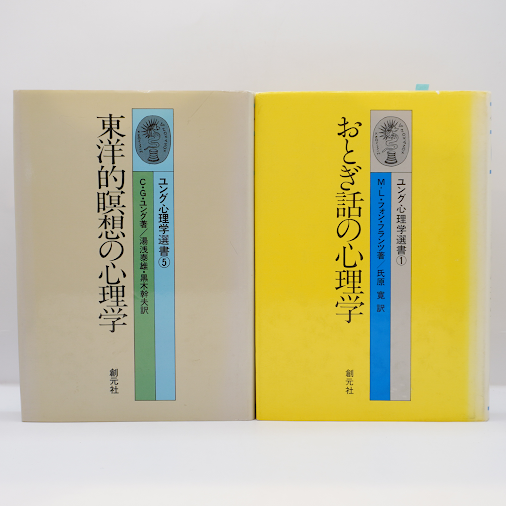 東洋的瞑想の心理学
ユング心理学選書⑤
C・G・ユング著/湯浅泰雄・黒木幹夫訳
創元社
おとぎ話の心理学
ユング心理学選書①
M・L・フォン・フランツ著/氏原 寛 訳
創元社